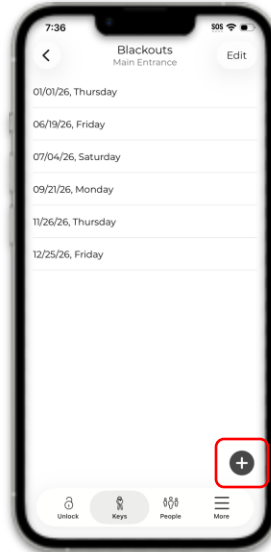 7:36
SOS
Blackouts
Edit
Main Entrance
01/01/26, Thursday
06/19/26, Friday
07/04/26, Saturday
09/21/26, Monday
11/26/26, Thursday
12/25/26, Friday
Unlock
Keys
People
More